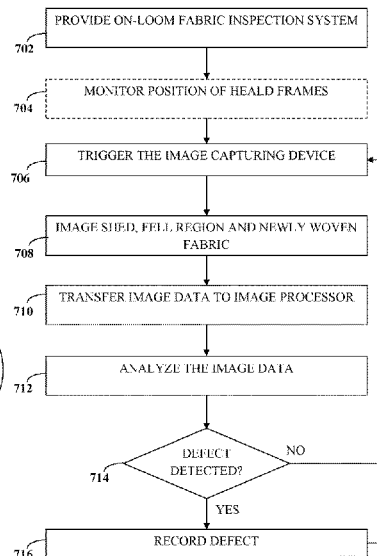 PROVIDE ON-LOOM FABRIC INSPECTION SYSTEM
702
MONITOR POSITION OF HEALD FRAMES
704
TRIGGER THE IMAGE CAPTURING DEVICE
706
IMAGE SHED, FELL REGION AND NEWLY WOVEN
FABRIC
708
TRANSFER IMAGE DATA TO IMAGE PROCESSOR
710
ANALYZE THE IMAGE DATA
712
DEFECT
DETECTED?
NO
714
YES
RECORD DEFECT
716